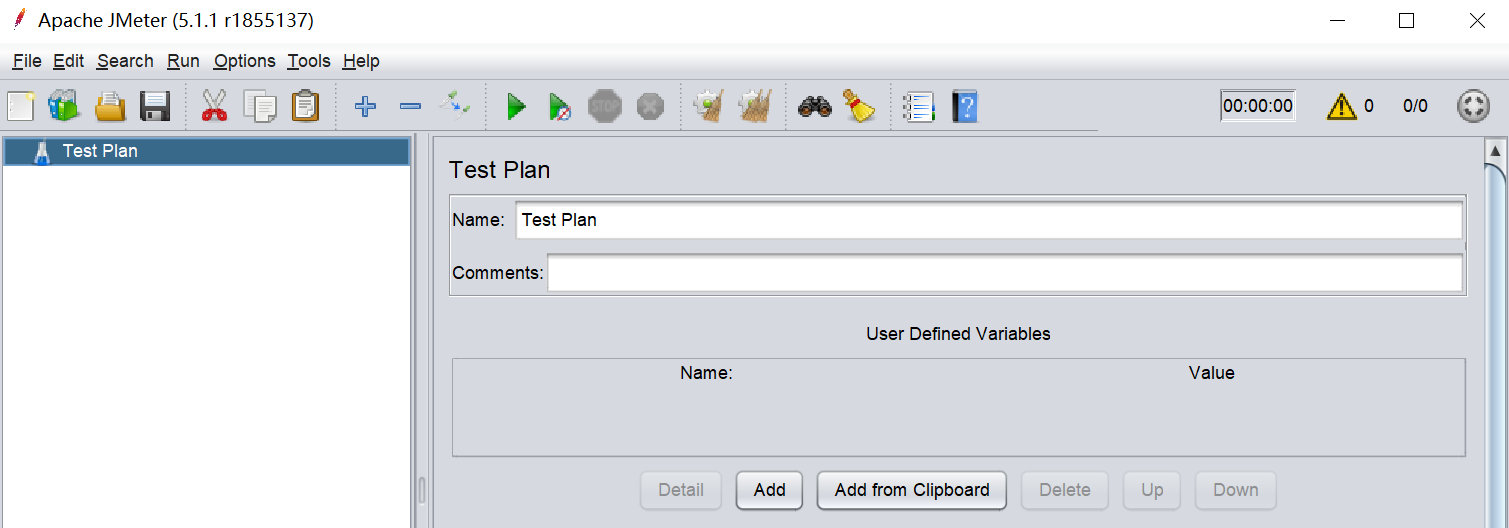 Apache JMeter (5.1.1 r1855137)
File Edit Search Run Options Tools Help
STOP ? 00:00:00 0 0/0
Test Plan
Test Plan
Name: Test Plan
Comments:
User Defined Variables
Name: Value
Detail Add Add from Clipboard Delete Up Down